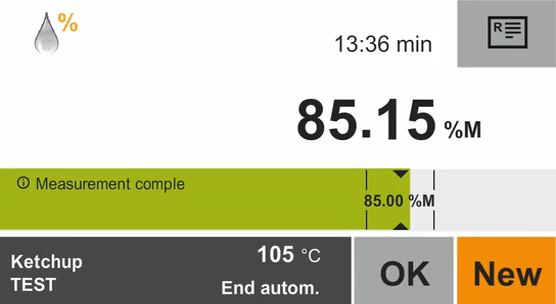 %
13:36 min
R
85.15 %M
Measurement comple
85.00 %M
Ketchup
TEST
105 °C
End autom.
OK
New